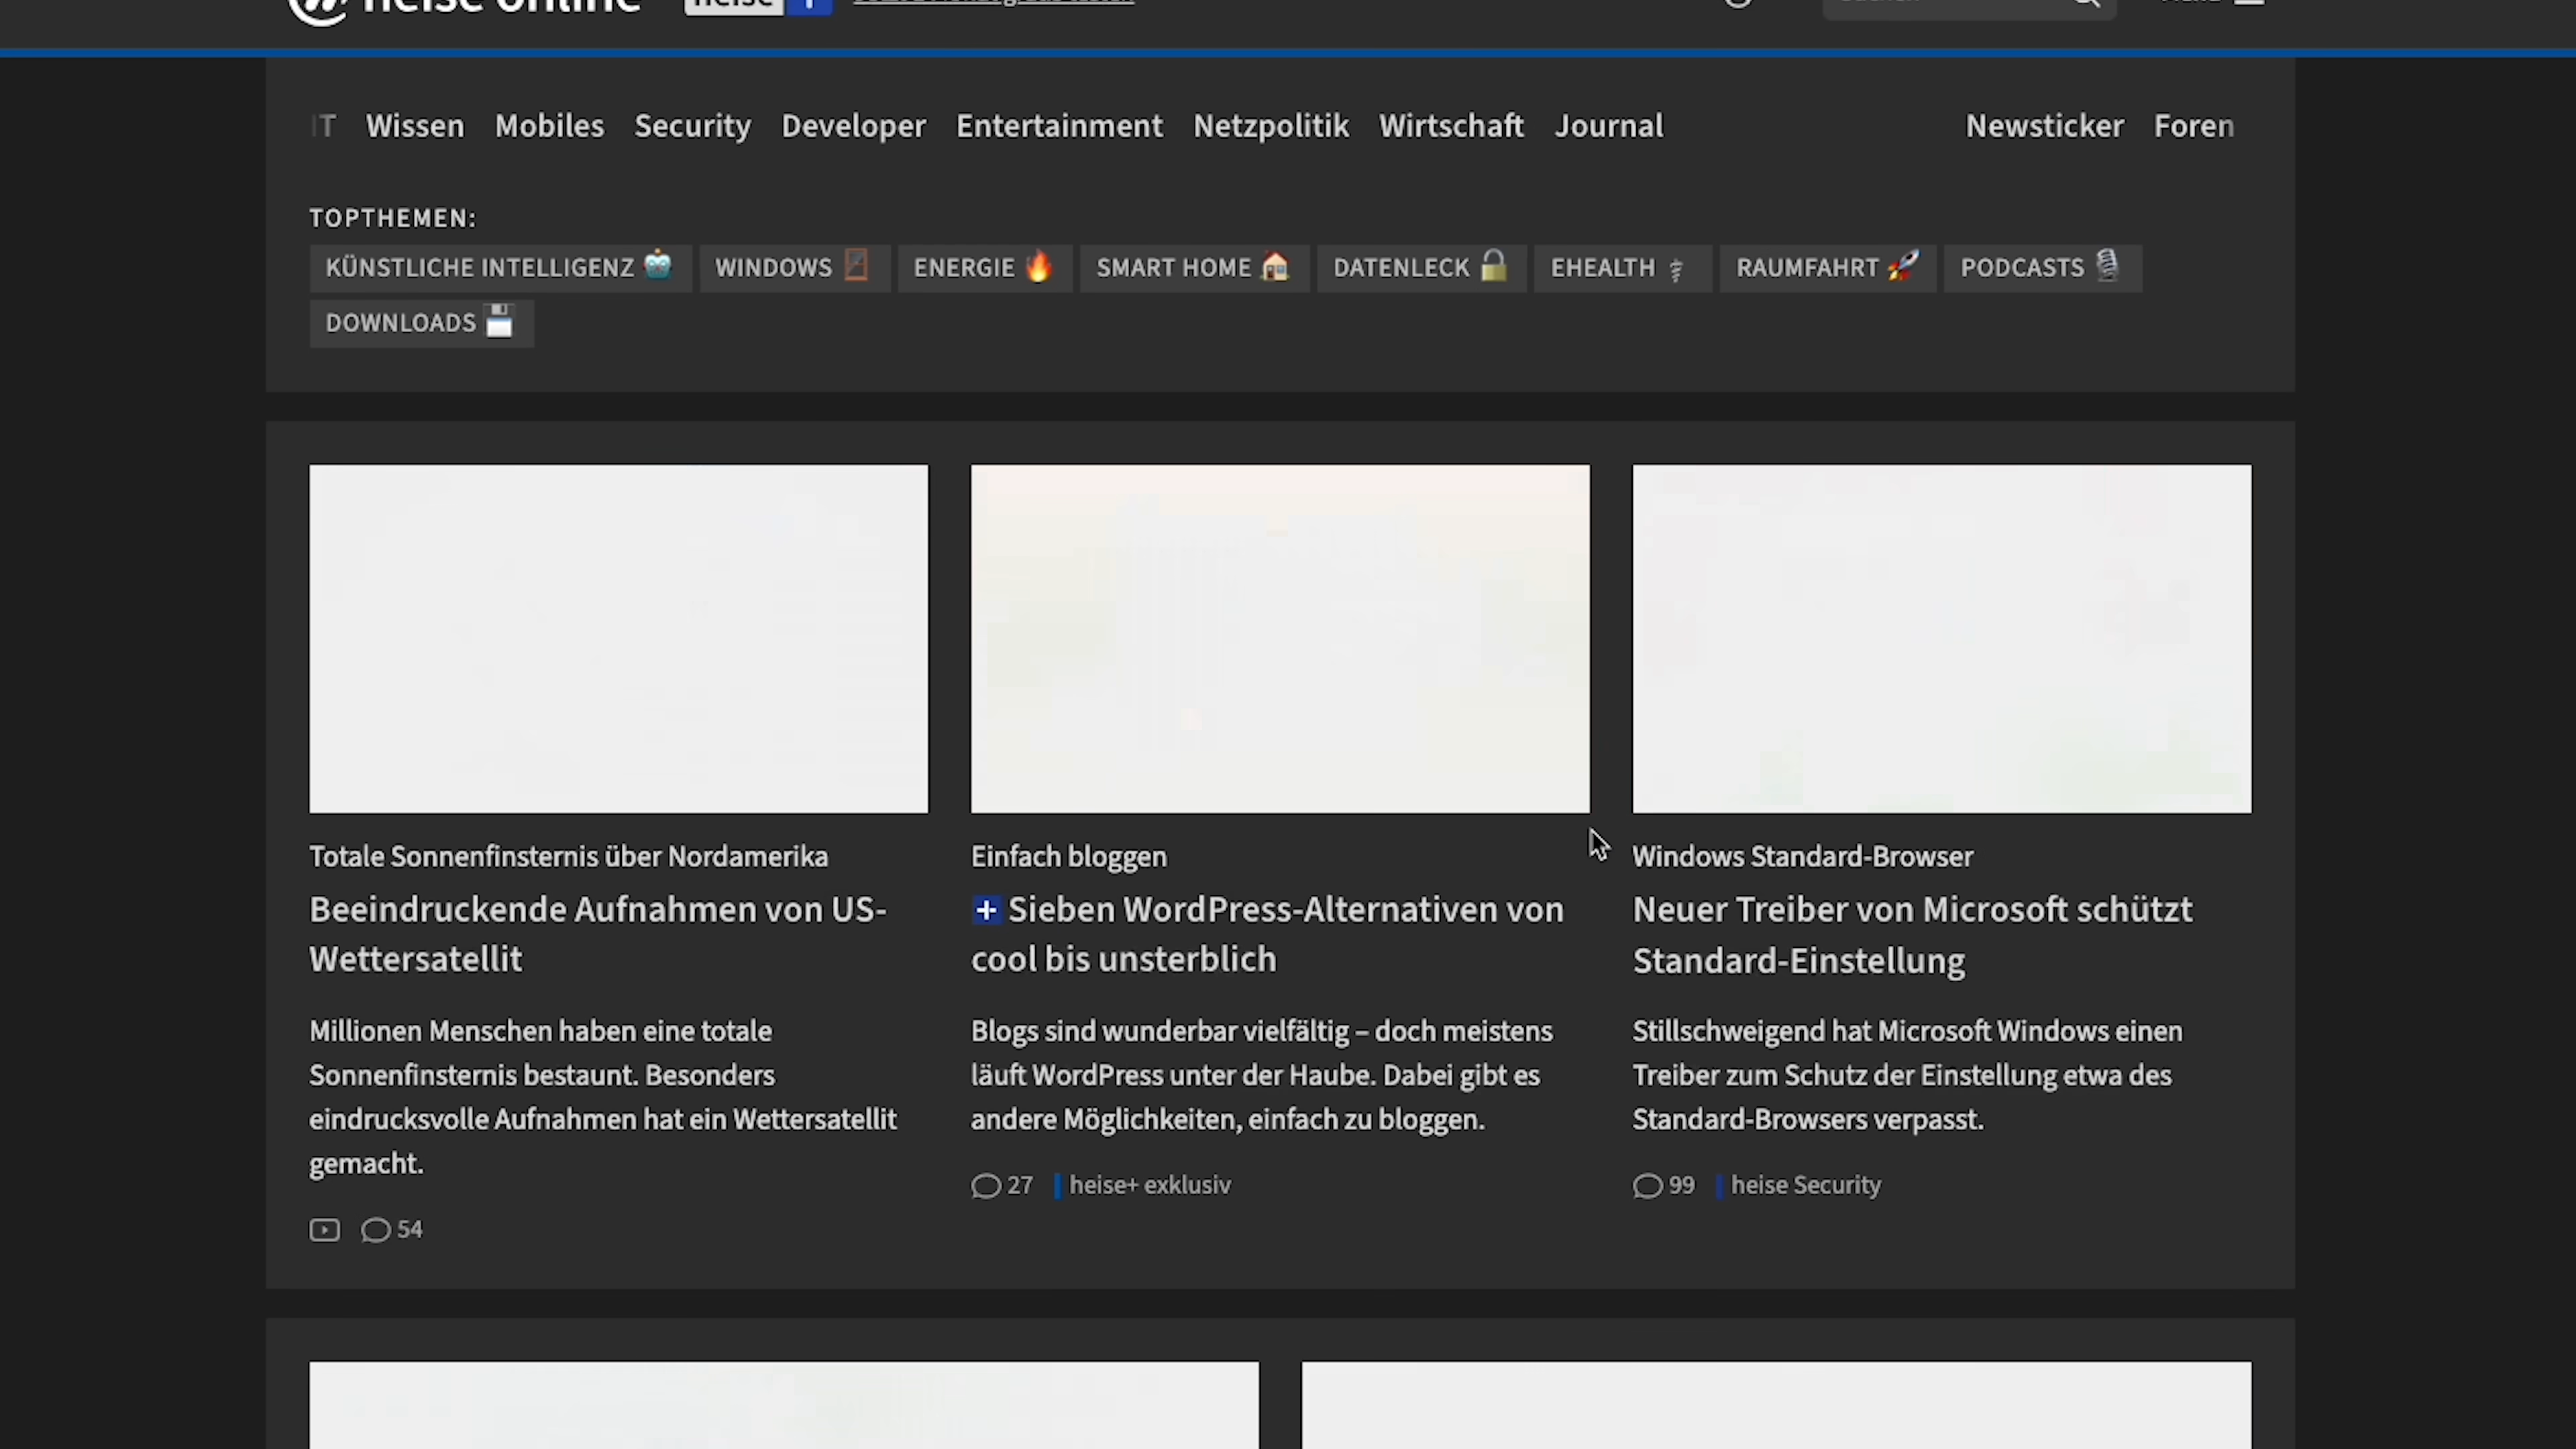 heise online heise +
IT Wissen Mobiles Security Developer Entertainment Netzpolitik Wirtschaft Journal Newsticker Foren
TOPTHEMEN:
KÜNSTLICHE INTELLIGENZ WINDOWS ENERGIE SMART HOME DATENLECK EHEALTH RAUMFAHRT PODCASTS
DOWNLOADS
Totale Sonnenfinsternis über Nordamerika
Beeindruckende Aufnahmen von US-
Wettersatellit
Millionen Menschen haben eine totale
Sonnenfinsternis bestaunt. Besonders
eindrucksvolle Aufnahmen hat ein Wettersatellit
gemacht.
54
Einfach bloggen
+ Sieben WordPress-Alternativen von
cool bis unsterblich
Blogs sind wunderbar vielfältig – doch meistens
läuft WordPress unter der Haube. Dabei gibt es
andere Möglichkeiten, einfach zu bloggen.
27 heise+ exklusiv
Windows Standard-Browser
Neuer Treiber von Microsoft schützt
Standard-Einstellung
Stillschweigend hat Microsoft Windows einen
Treiber zum Schutz der Einstellung etwa des
Standard-Browsers verpasst.
99 heise Security